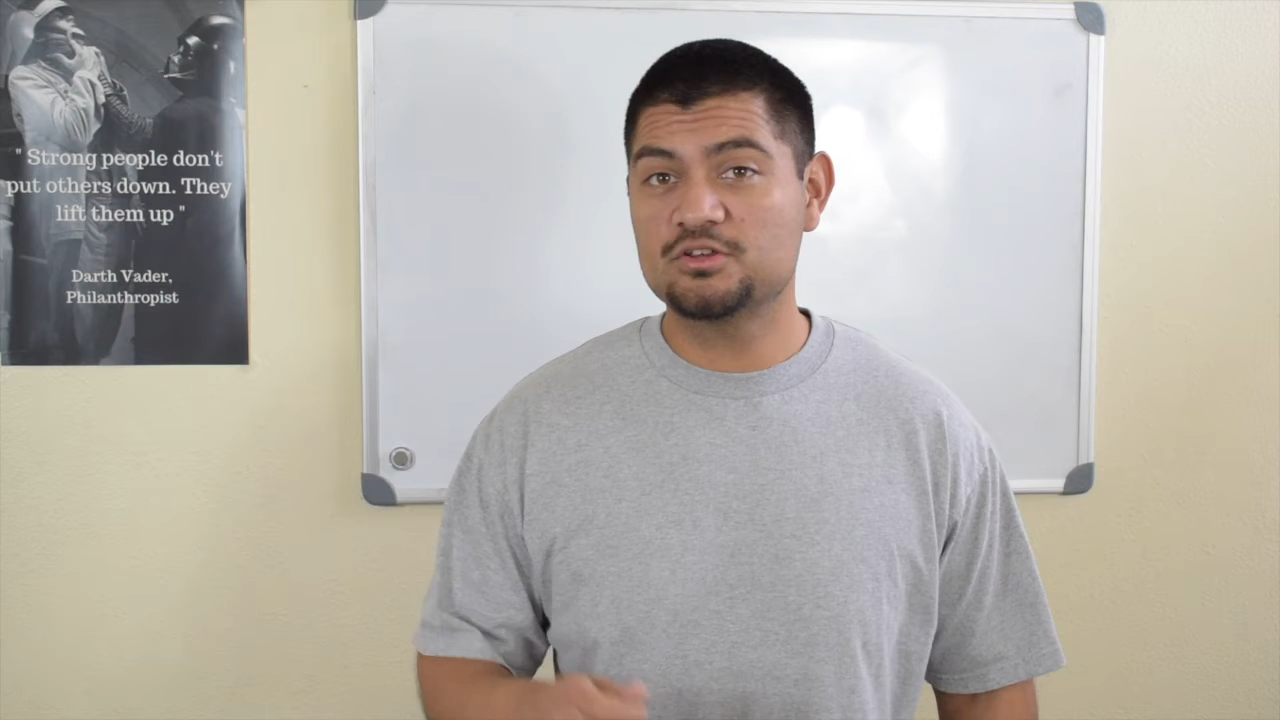 " Strong people don't
put others down. They
lift them up "
Darth Vader,
Philanthropist